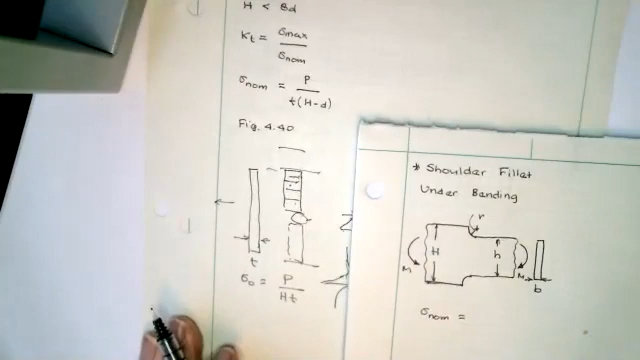 H < 8d
Kt = σmax / σnom
σnom = P / t(H-d)
Fig. 4.40
t
σo = P / Ht
* Shoulder Fillet
Under Bending
r
H
h
M
M
b
σnom =